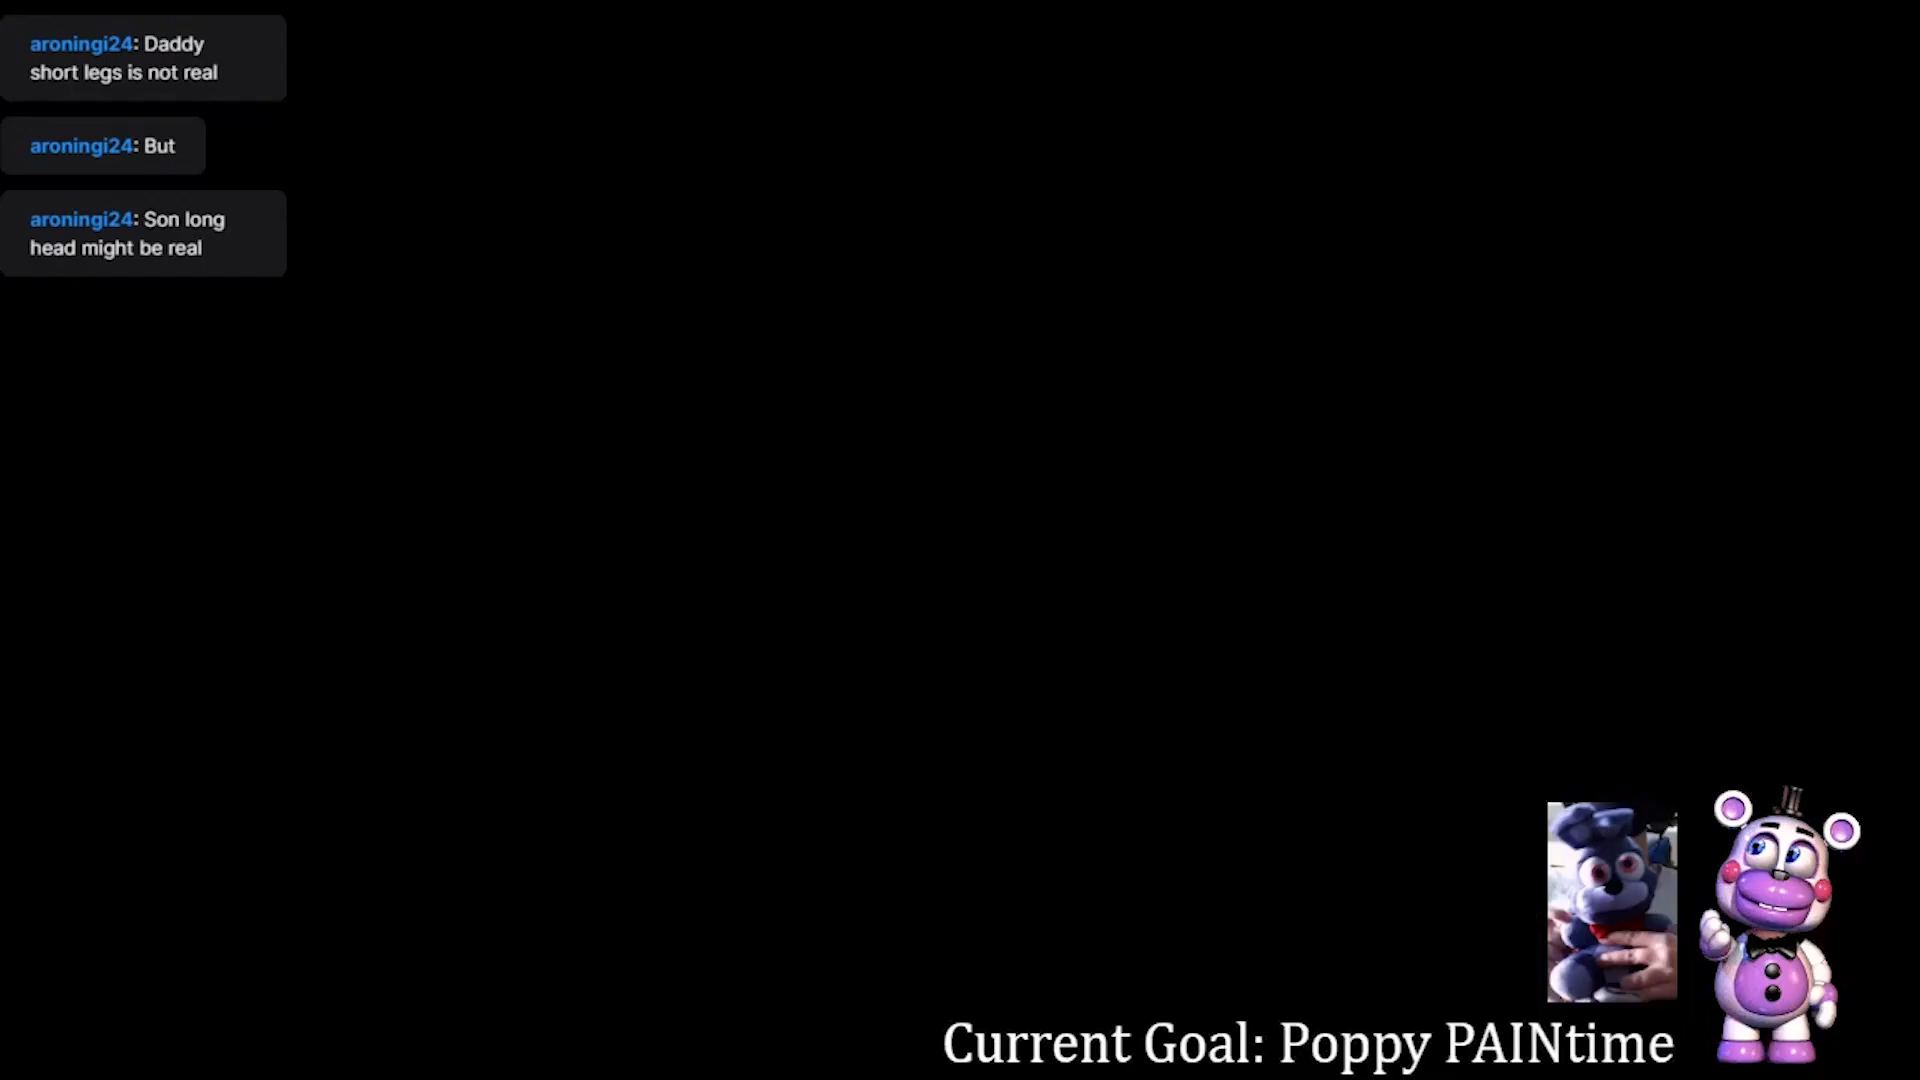 aroningi24: Daddy
short legs is not real
aroningi24: But
aroningi24: Son long
head might be real
Current Goal: Poppy PAINtime